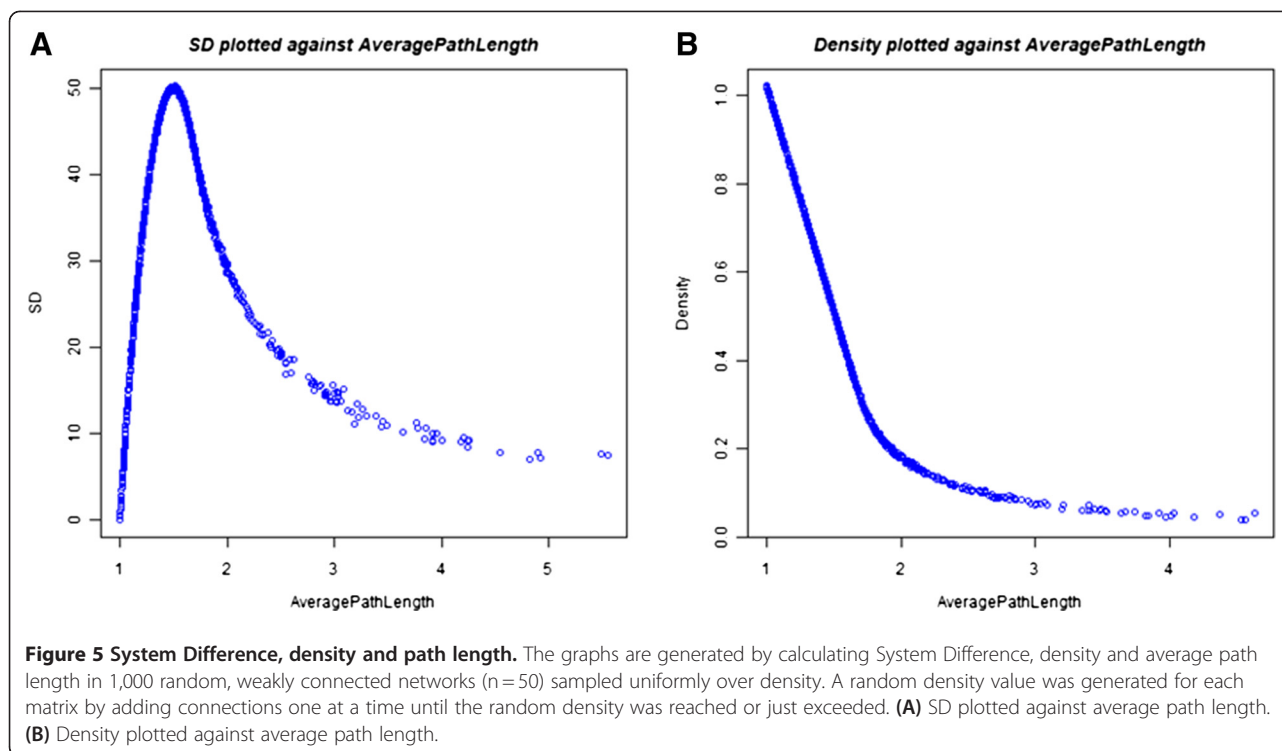 A
SD plotted against AveragePathLength
SD
50
40
30
20
10
0
1 2 3 4 5
AveragePathLength
B
Density plotted against AveragePathLength
Density
1.0
0.8
0.6
0.4
0.2
0.0
1 2 3 4
AveragePathLength
Figure 5 System Difference, density and path length. The graphs are generated by calculating System Difference, density and average path
length in 1,000 random, weakly connected networks (n = 50) sampled uniformly over density. A random density value was generated for each
matrix by adding connections one at a time until the random density was reached or just exceeded. (A) SD plotted against average path length.
(B) Density plotted against average path length.